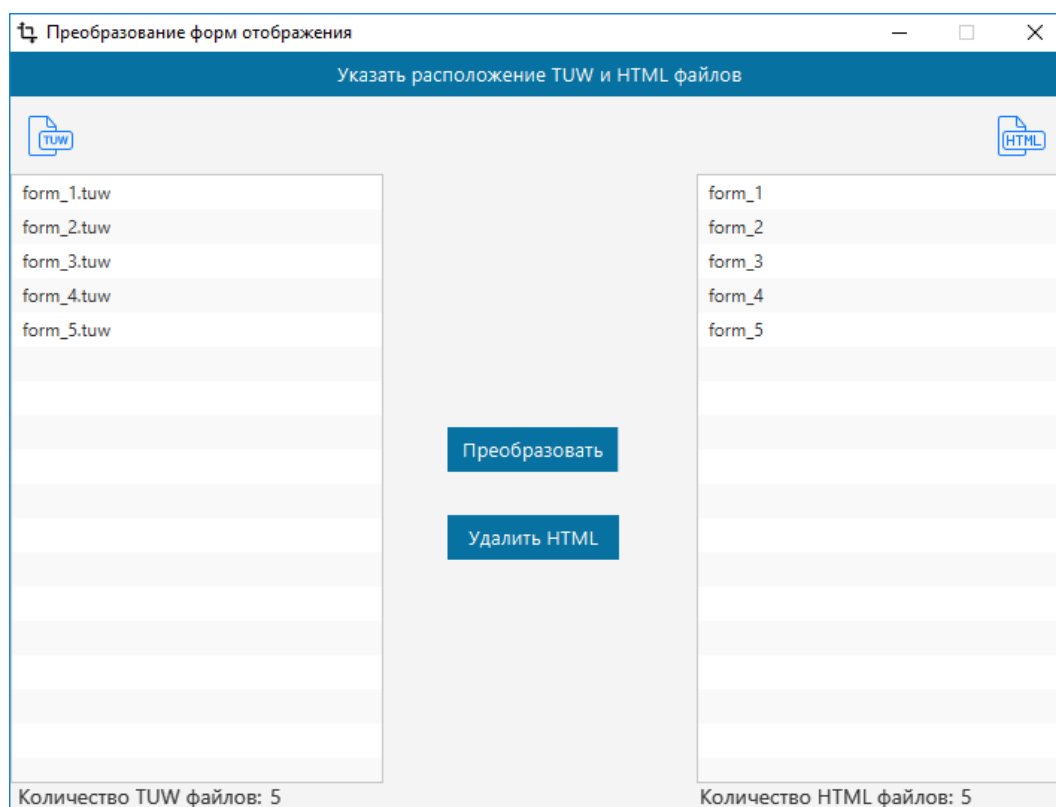 Преобразование форм отображения
Указать расположение TUW и HTML файлов
TUW
HTML
form_1.tuw
form_2.tuw
form_3.tuw
form_4.tuw
form_5.tuw
form_1
form_2
form_3
form_4
form_5
Преобразовать
Удалить HTML
Количество TUW файлов: 5
Количество HTML файлов: 5